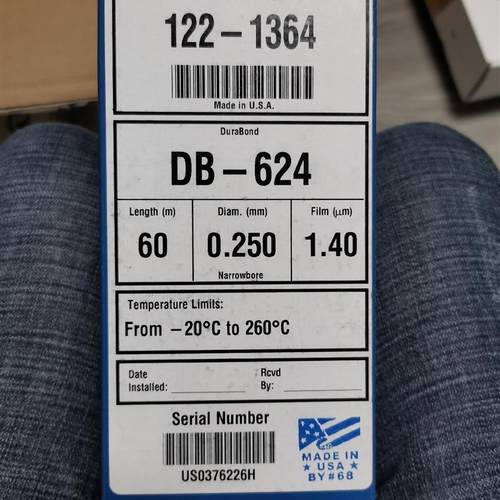 122-1364
Made in U.S.A.
DuraBond
DB-624
Length (m) Diam. (mm) Film (µm)
60 0.250 1.40
Narrowbore
Temperature Limits:
From -20°C to 260°C
Date Rcvd
Installed: By:
Serial Number
US0376226H
MADE IN
★ USA ★
BY #68